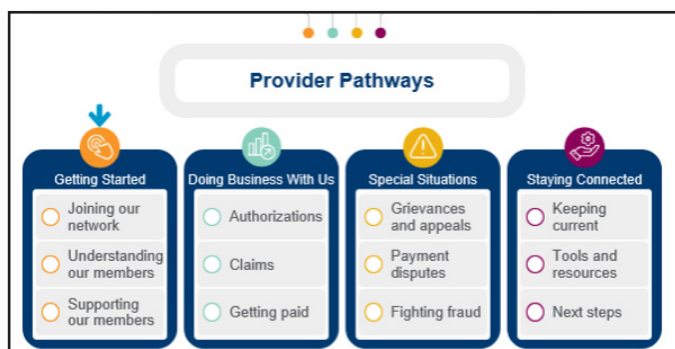 Provider Pathways
Getting Started
Joining our
network
Understanding
our members
Supporting
our members
Doing Business With Us
Authorizations
Claims
Getting paid
Special Situations
Grievances
and appeals
Payment
disputes
Fighting fraud
Staying Connected
Keeping
current
Tools and
resources
Next steps